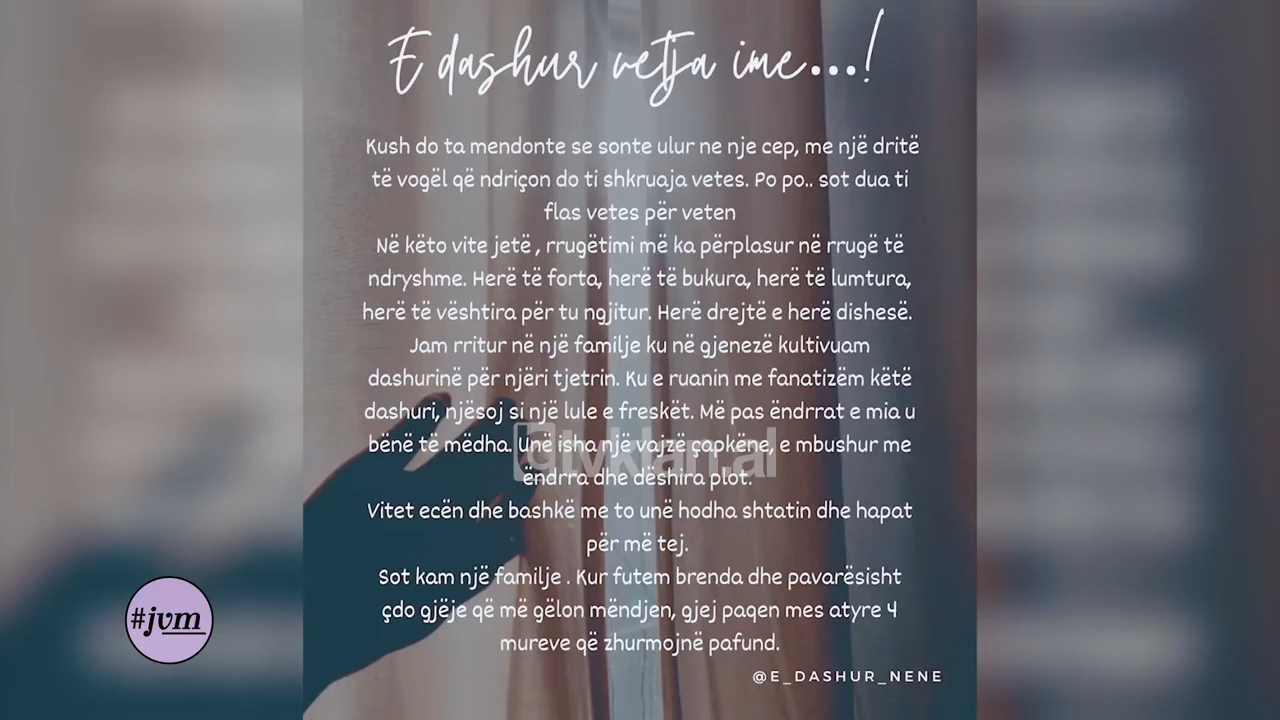 E dashur vetja ime...!
Kush do ta mendonte se sonte ulur ne nje cep, me një dritë
të vogël që ndriçon do ti shkruaja vetes. Po po.. sot dua ti
flas vetes për veten
Në këto vite jetë , rrugëtimi më ka përplasur në rrugë të
ndryshme. Herë të forta, herë të bukura, herë të lumtura,
herë të vështira për tu ngjitur. Herë drejtë e herë dishesë.
Jam rritur në një familje ku në gjenezë kultivuam
dashurinë për njëri tjetrin. Ku e ruanin me fanatizëm këtë
dashuri, njësoj si një lule e freskët. Më pas ëndrrat e mia u
bënë të mëdha. Unë isha një vajzë çapkëne, e mbushur me
ëndrra dhe dëshira plot.
Vitet ecën dhe bashkë me to unë hodha shtatin dhe hapat
për më tej.
Sot kam një familje . Kur futem brenda dhe pavarësisht
çdo gjëje që më gëlon mëndjen, gjej paqen mes atyre 4
mureve që zhurmojnë pafund.
@E_DASHUR_NENE
#jvm